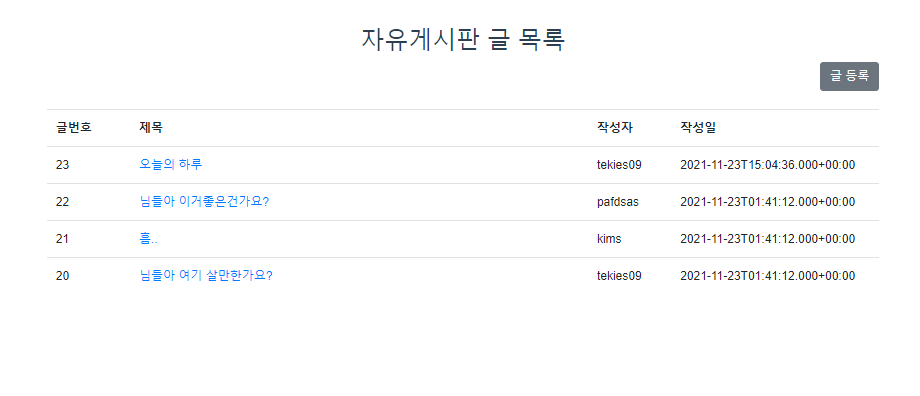 자유게시판 글 목록
글 등록
글번호 제목 작성자 작성일
23 오늘의 하루 tekies09 2021-11-23T15:04:36.000+00:00
22 님들아 이거좋은건가요? pafdsas 2021-11-23T01:41:12.000+00:00
21 흠.. kims 2021-11-23T01:41:12.000+00:00
20 님들아 여기 살만한가요? tekies09 2021-11-23T01:41:12.000+00:00